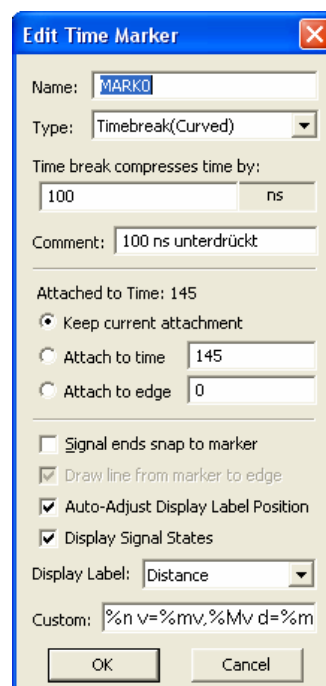 Edit Time Marker
Name: MARK0
Type: Timebreak(Curved)
Time break compresses time by:
100 ns
Comment: 100 ns unterdrückt
Attached to Time: 145
Keep current attachment
Attach to time 145
Attach to edge 0
Signal ends snap to marker
Draw line from marker to edge
Auto-Adjust Display Label Position
Display Signal States
Display Label: Distance
Custom: %n v=%mv,%Mv d=%m
OK Cancel